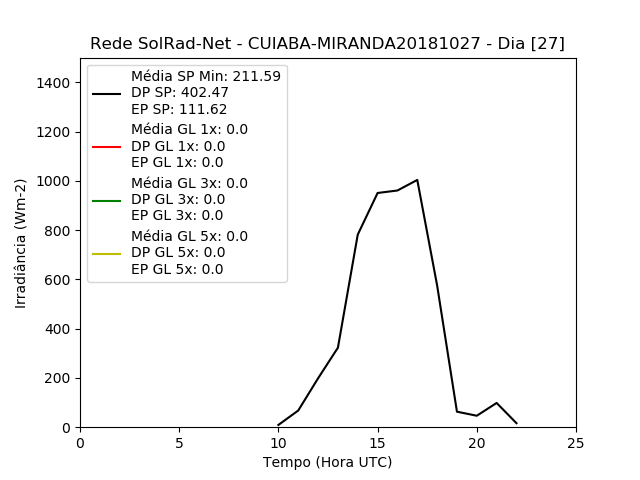 Rede SolRad-Net - CUIABA-MIRANDA20181027 - Dia [27]
Média SP Min: 211.59
DP SP: 402.47
EP SP: 111.62
Média GL 1x: 0.0
DP GL 1x: 0.0
EP GL 1x: 0.0
Média GL 3x: 0.0
DP GL 3x: 0.0
EP GL 3x: 0.0
Média GL 5x: 0.0
DP GL 5x: 0.0
EP GL 5x: 0.0
Irradiância (Wm-2)
1400
1200
1000
800
600
400
200
0
0 5 10 15 20 25
Tempo (Hora UTC)